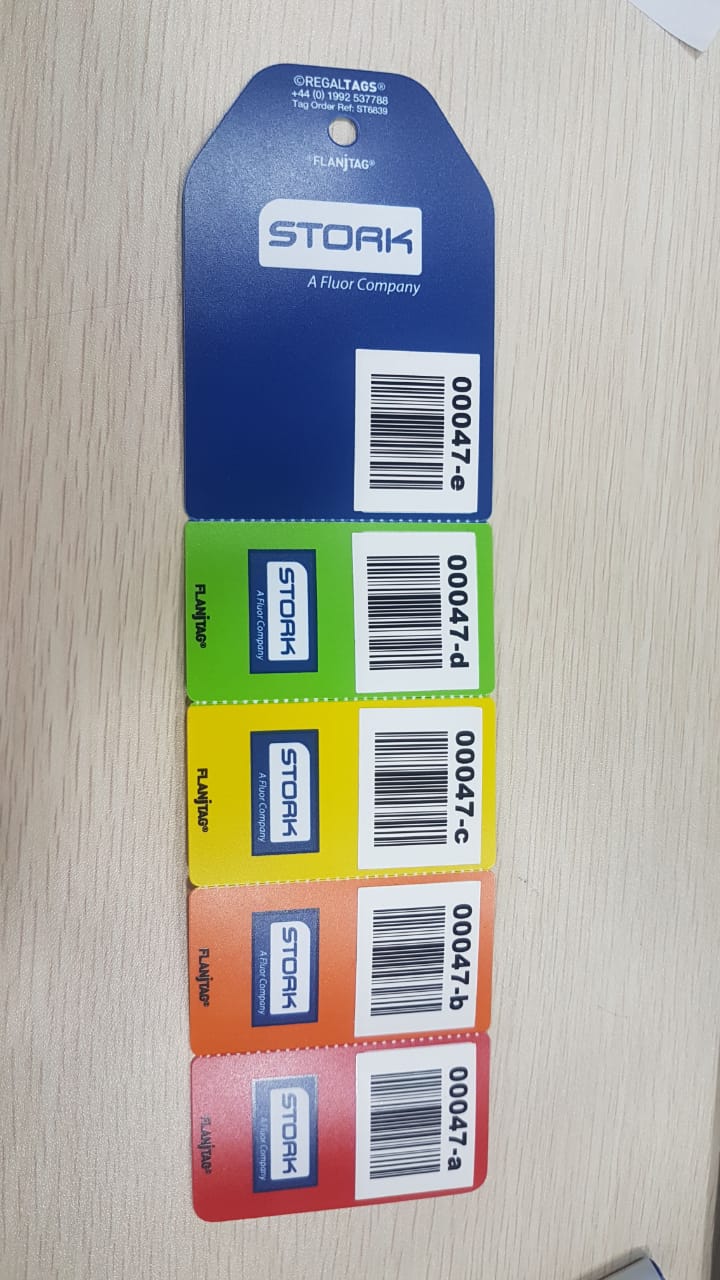 ©REGALTAGS®
+44 (0) 1992 537788
Tag Order Ref: ST6839
FLANjTAG®
STORK
A Fluor Company
00047-e
00047-d
STORK
A Fluor Company
FLANjTAG®
00047-c
STORK
A Fluor Company
FLANjTAG®
00047-b
STORK
A Fluor Company
FLANjTAG®
00047-a
STORK
A Fluor Company
FLANjTAG®